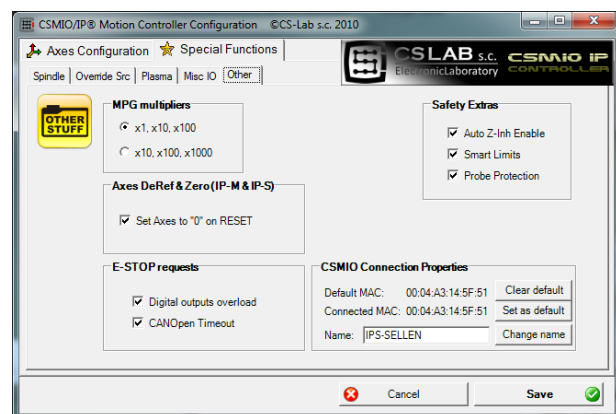 CSMIO/IP® Motion Controller Configuration ©CS-Lab s.c. 2010
Axes Configuration Special Functions
CSLAB s.c.
ElectronicLaboratory
CSMIO IP
CONTROLLER
Spindle Override Src Plasma Misc IO Other
OTHER
STUFF
MPG multipliers
x1, x10, x100
x10, x100, x1000
Safety Extras
Auto Z-Inh Enable
Smart Limits
Probe Protection
Axes DeRef & Zero (IP-M & IP-S)
Set Axes to "0" on RESET
E-STOP requests
Digital outputs overload
CANOpen Timeout
CSMIO Connection Properties
Default MAC: 00:04:A3:14:5F:51 Clear default
Connected MAC: 00:04:A3:14:5F:51 Set as default
Name: IPS-SELLEN Change name
Cancel Save